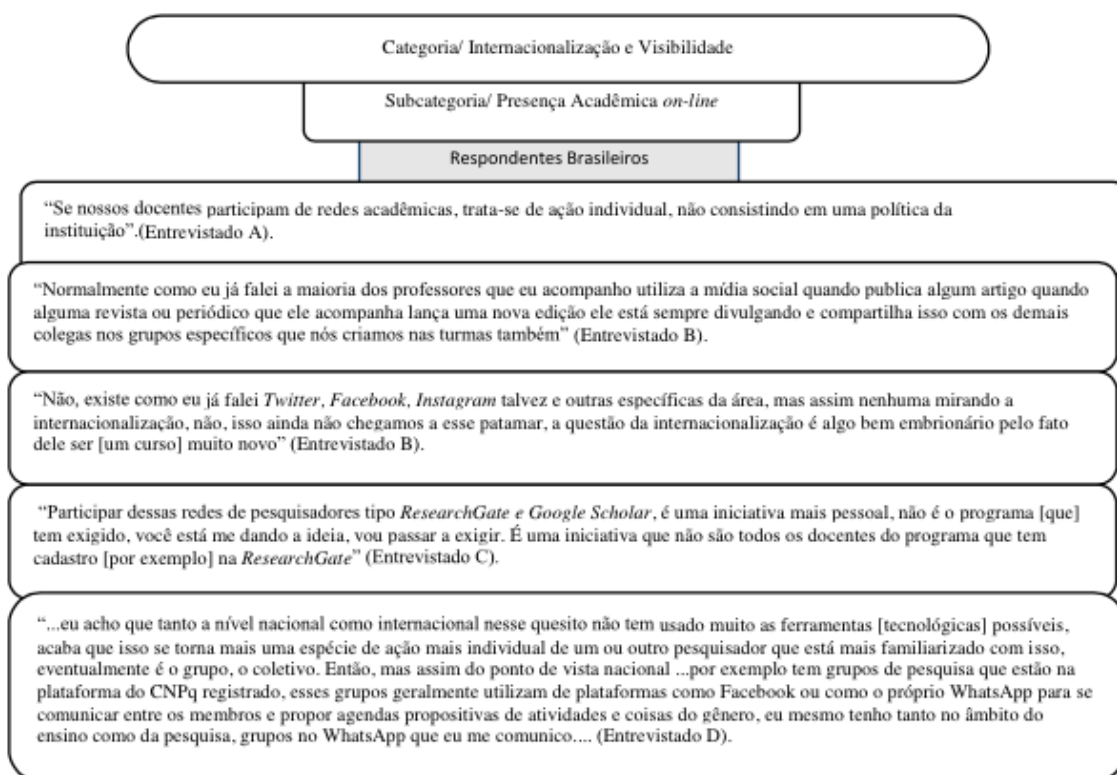 Categoria/ Internacionalização e Visibilidade
Subcategoria/ Presença Acadêmica on-line
Respondentes Brasileiros
“Se nossos docentes participam de redes acadêmicas, trata-se de ação individual, não consistindo em uma política da
instituição”.(Entrevistado A).
“Normalmente como eu já falei a maioria dos professores que eu acompanho utiliza a mídia social quando publica algum artigo quando
alguma revista ou periódico que ele acompanha lança uma nova edição ele está sempre divulgando e compartilha isso com os demais
colegas nos grupos específicos que nós criamos nas turmas também” (Entrevistado B).
“Não, existe como eu já falei Twitter, Facebook, Instagram talvez e outras específicas da área, mas assim nenhuma mirando a
internacionalização, não, isso ainda não chegamos a esse patamar, a questão da internacionalização é algo bem embrionário pelo fato
dele ser [um curso] muito novo” (Entrevistado B).
“Participar dessas redes de pesquisadores tipo ResearchGate e Google Scholar, é uma iniciativa mais pessoal, não é o programa [que]
tem exigido, você está me dando a ideia, vou passar a exigir. É uma iniciativa que não são todos os docentes do programa que tem
cadastro [por exemplo] na ResearchGate” (Entrevistado C).
“...eu acho que tanto a nível nacional como internacional nesse quesito não tem usado muito as ferramentas [tecnológicas] possíveis,
acaba que isso se torna mais uma espécie de ação mais individual de um ou outro pesquisador que está mais familiarizado com isso,
eventualmente é o grupo, o coletivo. Então, mas assim do ponto de vista nacional ...por exemplo tem grupos de pesquisa que estão na
plataforma do CNPq registrado, esses grupos geralmente utilizam de plataformas como Facebook ou como o próprio WhatsApp para se
comunicar entre os membros e propor agendas propositivas de atividades e coisas do gênero, eu mesmo tenho tanto no âmbito do
ensino como da pesquisa, grupos no WhatsApp que eu me comunico.... (Entrevistado D).